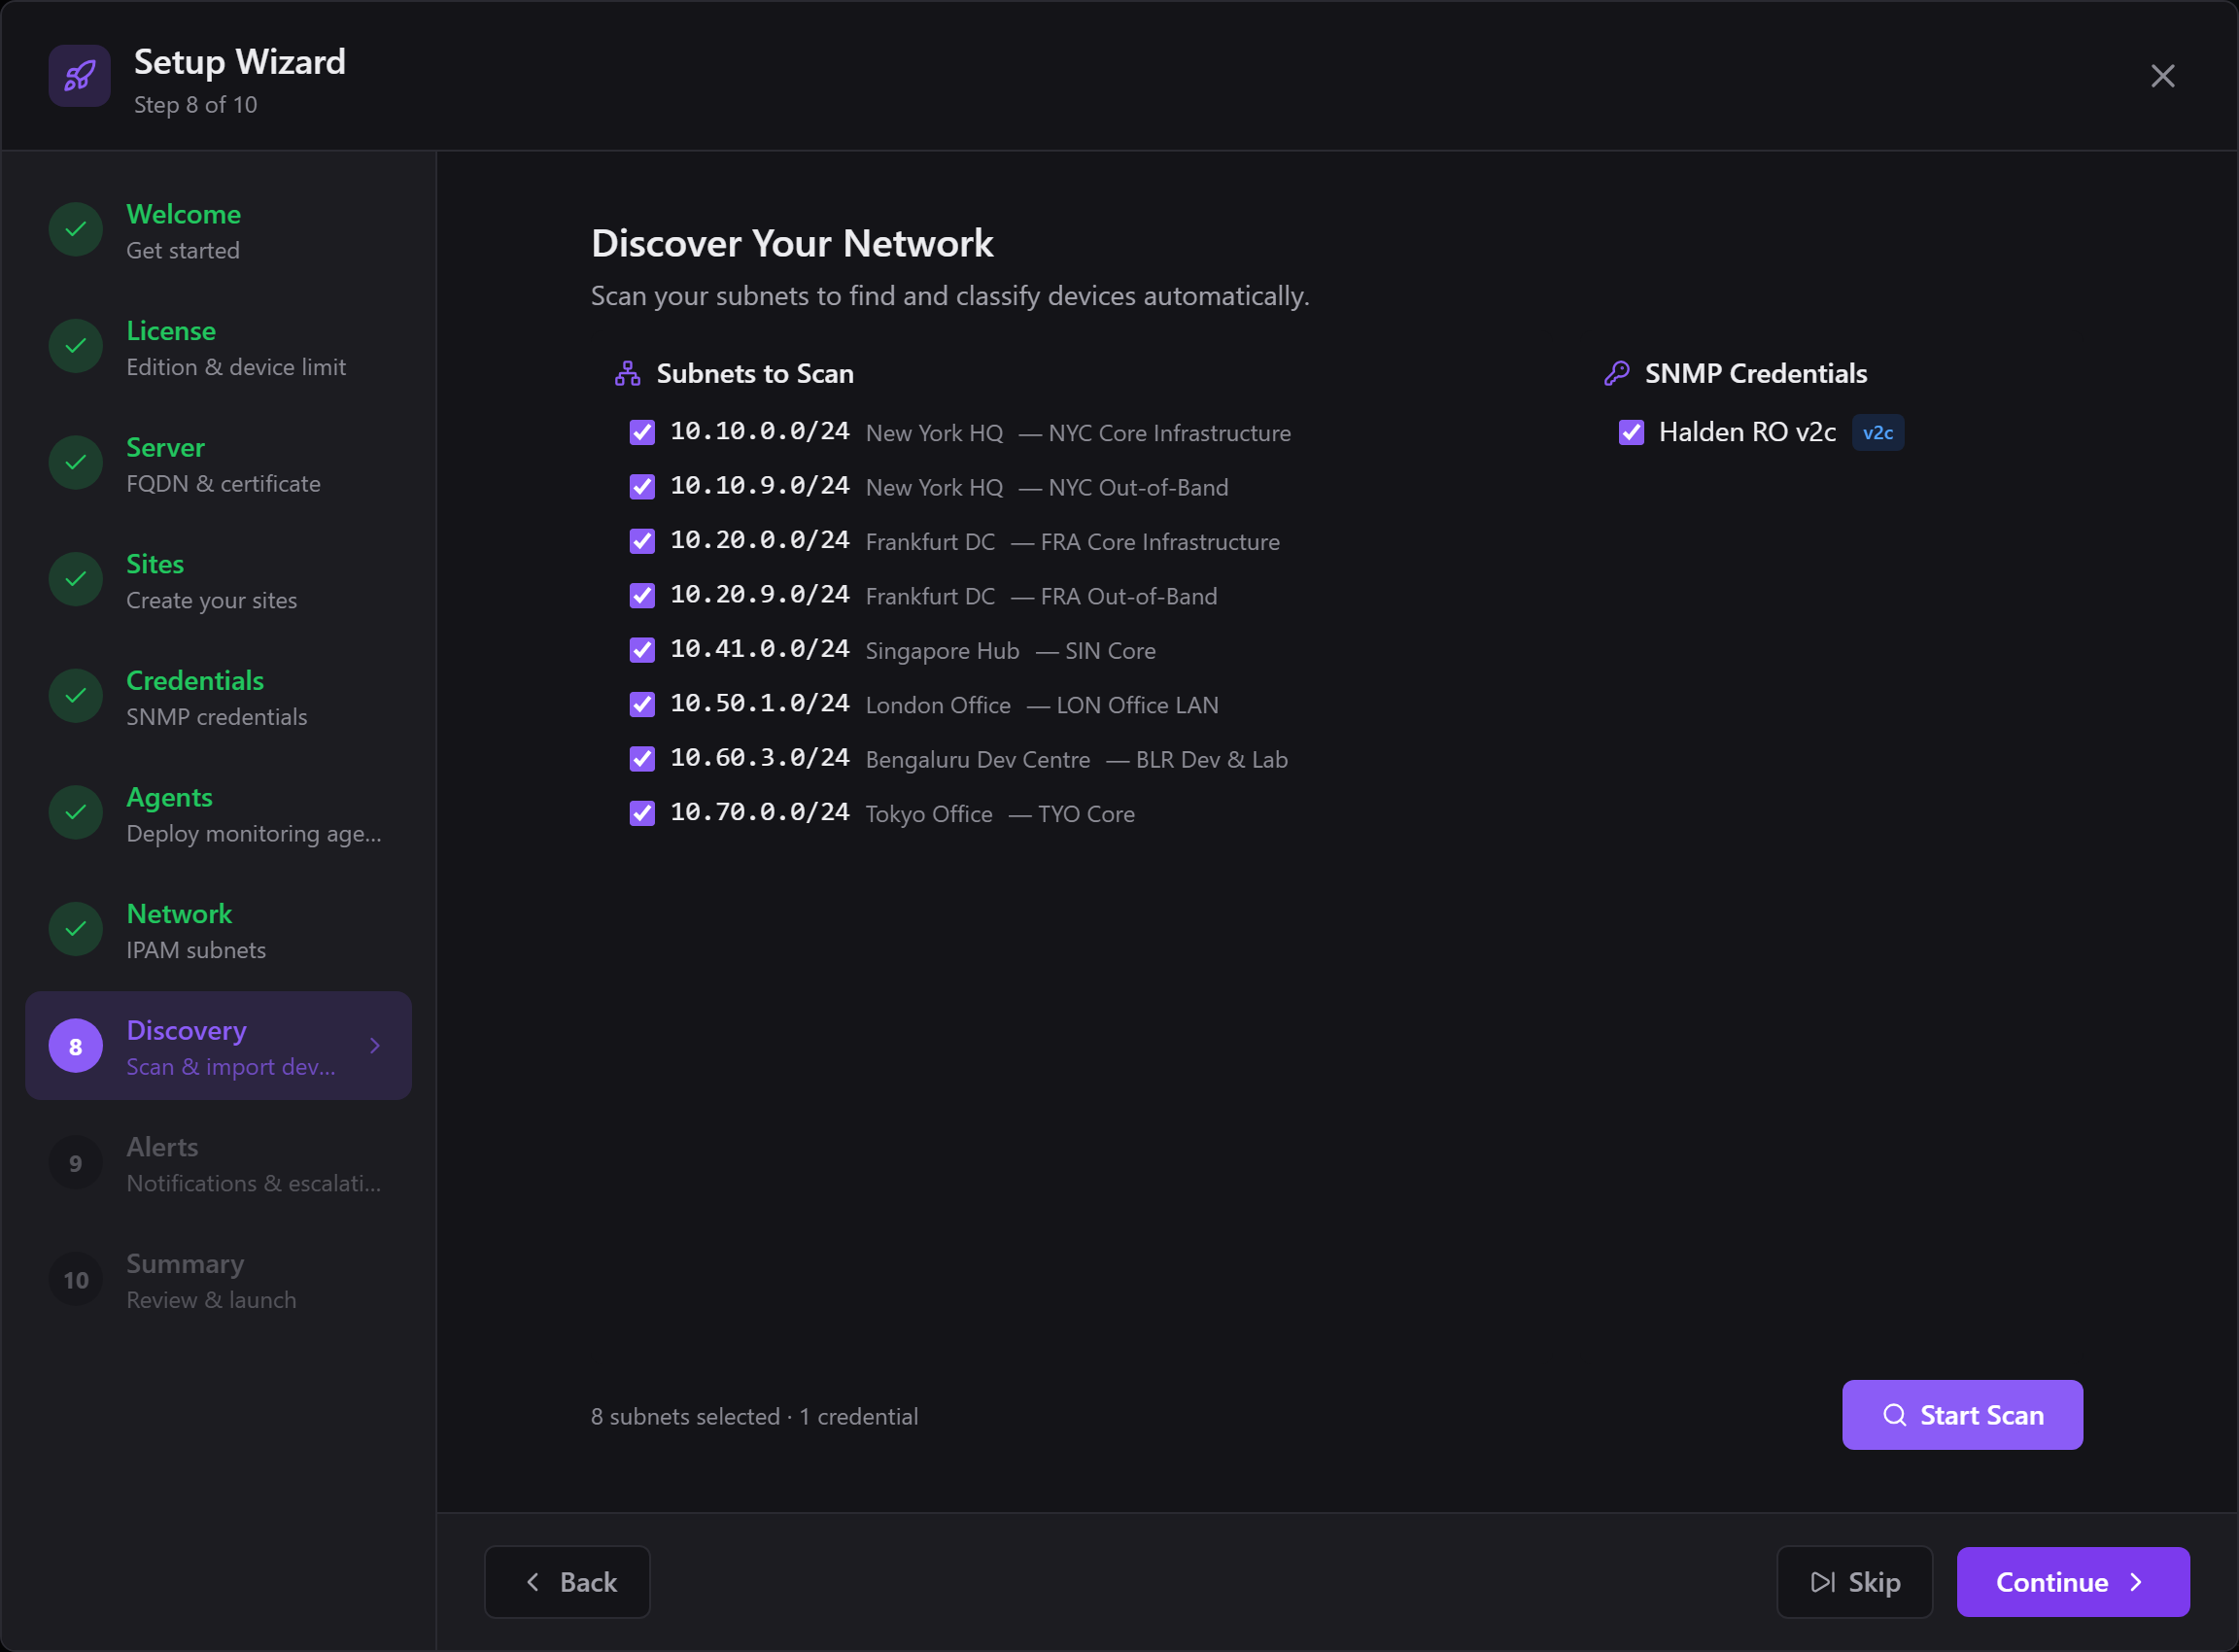 Setup Wizard
Step 8 of 10
Welcome
Get started
License
Edition & device limit
Server
FQDN & certificate
Sites
Create your sites
Credentials
SNMP credentials
Agents
Deploy monitoring age...
Network
IPAM subnets
8
Discovery
Scan & import dev...
9
Alerts
Notifications & escalati...
10
Summary
Review & launch
Discover Your Network
Scan your subnets to find and classify devices automatically.
Subnets to Scan
10.10.0.0/24 New York HQ — NYC Core Infrastructure
10.10.9.0/24 New York HQ — NYC Out-of-Band
10.20.0.0/24 Frankfurt DC — FRA Core Infrastructure
10.20.9.0/24 Frankfurt DC — FRA Out-of-Band
10.41.0.0/24 Singapore Hub — SIN Core
10.50.1.0/24 London Office — LON Office LAN
10.60.3.0/24 Bengaluru Dev Centre — BLR Dev & Lab
10.70.0.0/24 Tokyo Office — TYO Core
SNMP Credentials
Halden RO v2c v2c
8 subnets selected · 1 credential
Start Scan
Back
Skip
Continue